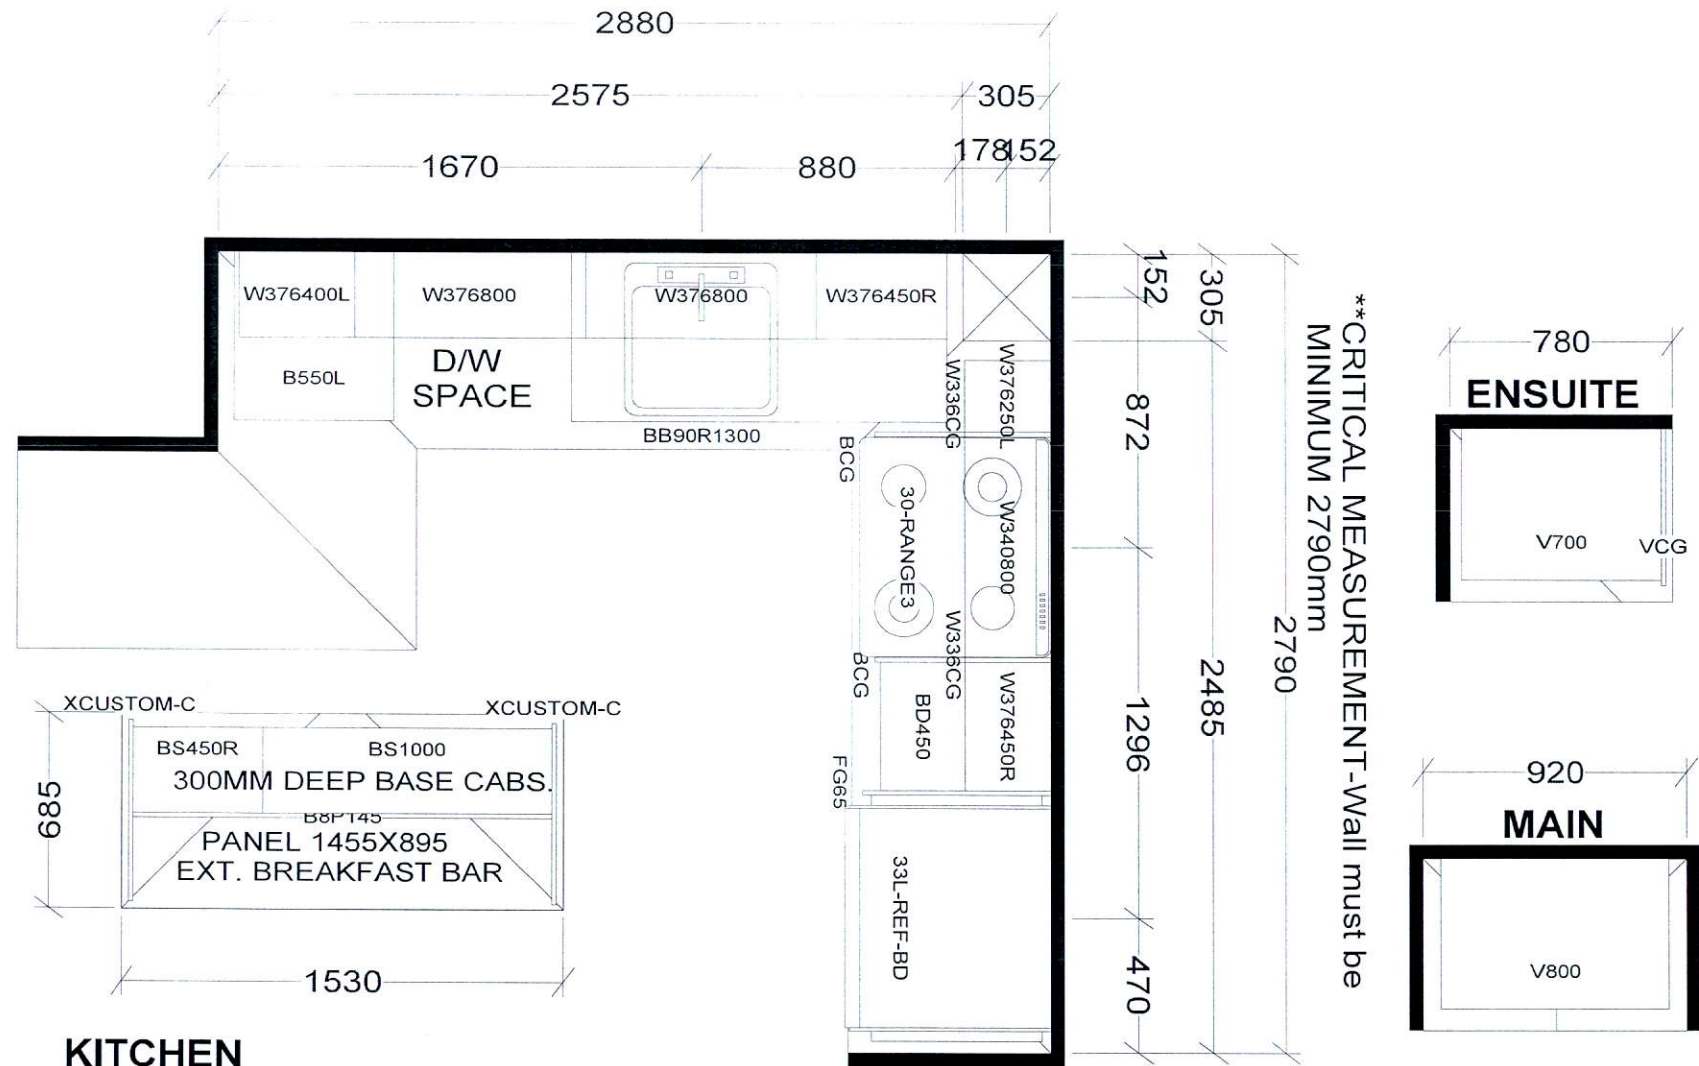 2880
2575
305
1670
880
178
152
W376400L
W376800
W376800
W376450R
B550L
D/W
SPACE
BB90R1300
W336CG
W376250L
BCG
30-RANGE3
W340800
W336CG
BCG
BD450
W376450R
FG65
33L-REF-BD
152
305
872
2790
2485
1296
470
**CRITICAL MEASUREMENT-Wall must be
MINIMUM 2790mm
780
ENSUITE
V700
VCG
920
MAIN
V800
XCUSTOM-C
XCUSTOM-C
BS450R
BS1000
300MM DEEP BASE CABS.
685
PANEL 1455X895
EXT. BREAKFAST BAR
1530
KITCHEN